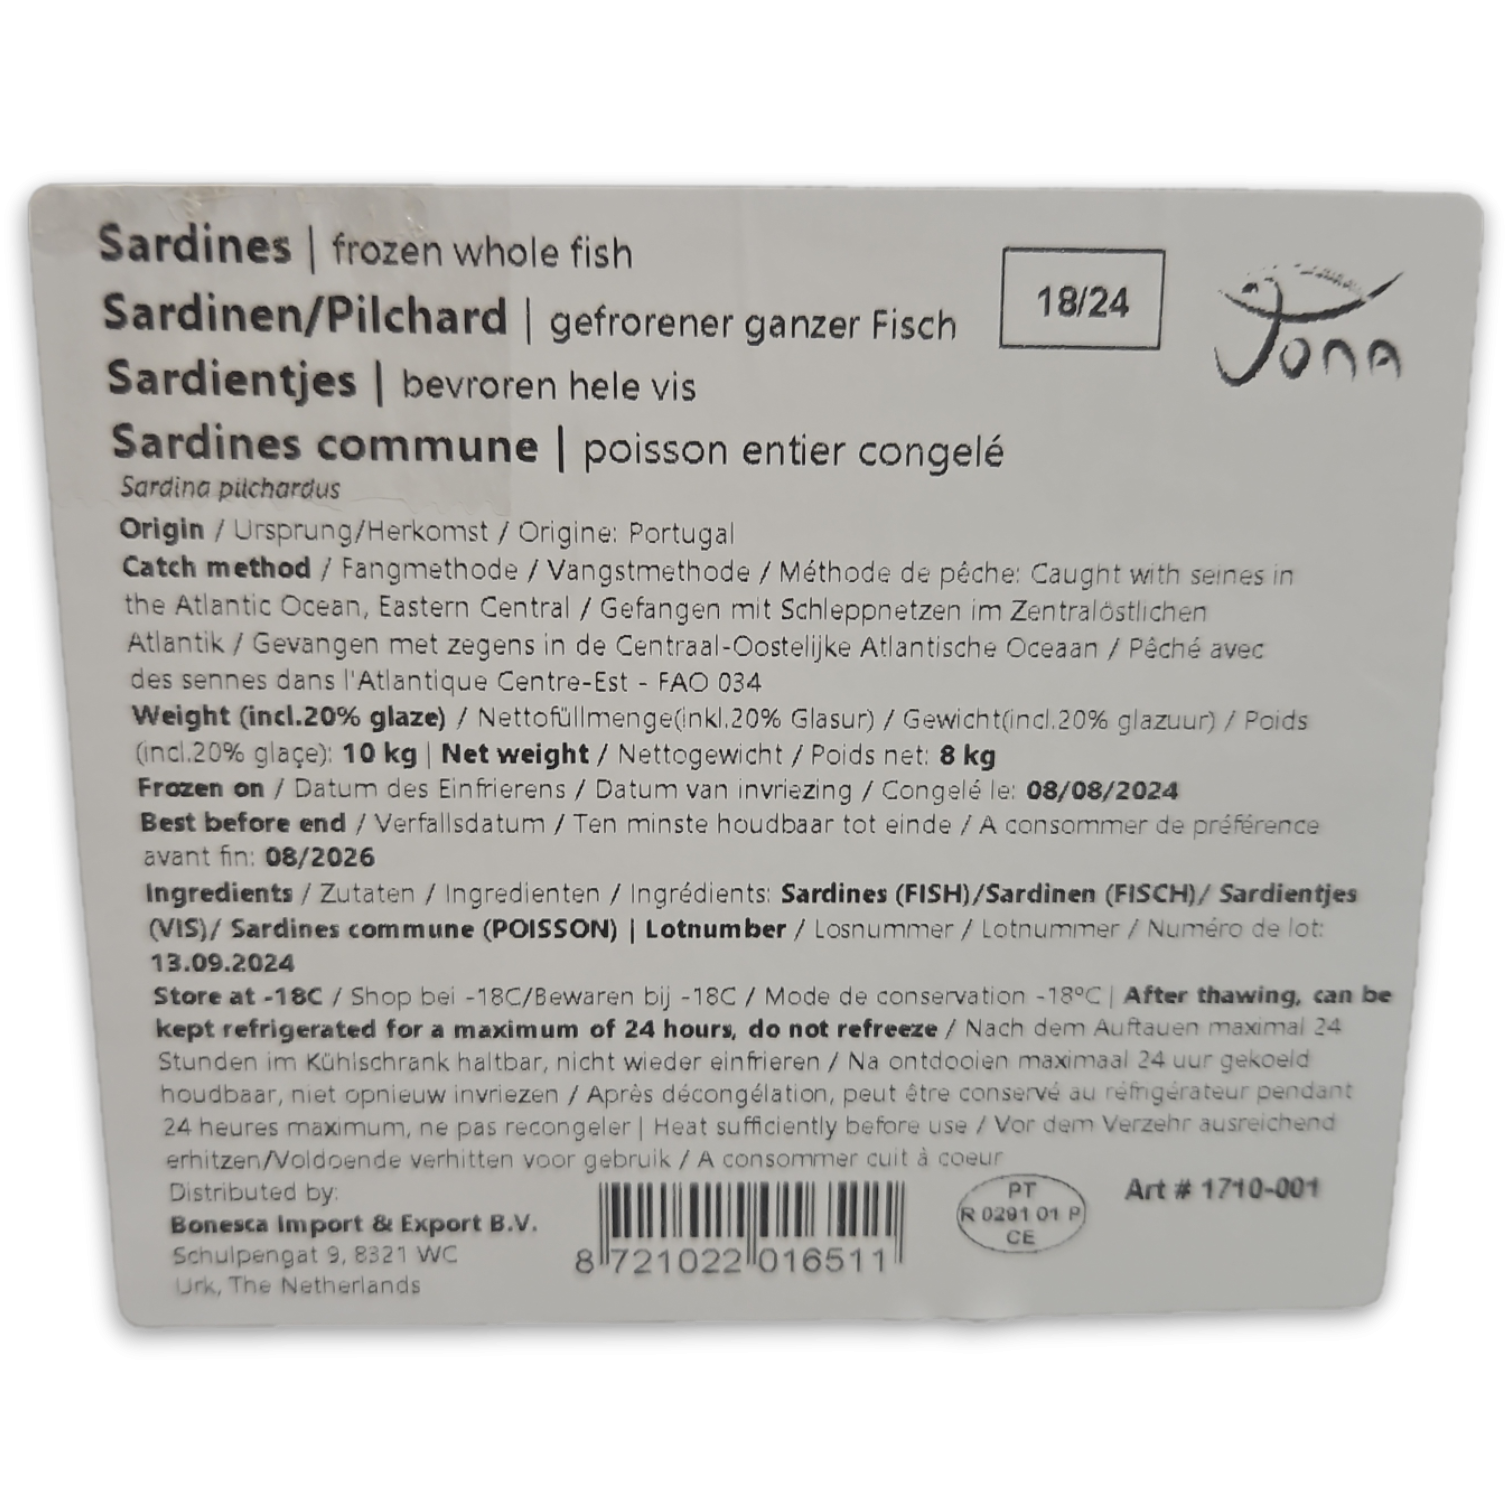 Sardines | frozen whole fish
Sardinen/Pilchard | gefrorener ganzer Fisch
18/24
Jona
Sardientjes | bevroren hele vis
Sardines commune | poisson entier congelé
Sardina pilchardus
Origin / Ursprung/Herkomst / Origine: Portugal
Catch method / Fangmethode / Vangstmethode / Méthode de pêche: Caught with seines in
the Atlantic Ocean, Eastern Central / Gefangen mit Schleppnetzen im Zentralöstlichen
Atlantik / Gevangen met zegens in de Centraal-Oostelijke Atlantische Oceaan / Pêché avec
des sennes dans l'Atlantique Centre-Est - FAO 034
Weight (incl.20% glaze) / Nettofüllmenge(inkl.20% Glasur) / Gewicht(incl.20% glazuur) / Poids
(incl.20% glaçe): 10 kg | Net weight / Nettogewicht / Poids net: 8 kg
Frozen on / Datum des Einfrierens / Datum van invriezing / Congelé le: 08/08/2024
Best before end / Verfallsdatum / Ten minste houdbaar tot einde / A consommer de préférence
avant fin: 08/2026
Ingredients / Zutaten / Ingredienten / Ingrédients: Sardines (FISH)/Sardinen (FISCH)/ Sardientjes
(VIS)/ Sardines commune (POISSON) | Lotnumber / Losnummer / Lotnummer / Numéro de lot:
13.09.2024
Store at -18C / Shop bei -18C/Bewaren bij -18C / Mode de conservation -18°C | After thawing, can be
kept refrigerated for a maximum of 24 hours, do not refreeze / Nach dem Auftauen maximal 24
Stunden im Kühlschrank haltbar, nicht wieder einfrieren / Na ontdooien maximaal 24 uur gekoeld
houdbaar, niet opnieuw invriezen / Après décongélation, peut être conservé au réfrigérateur pendant
24 heures maximum, ne pas recongeler | Heat sufficiently before use / Vor dem Verzehr ausreichend
erhitzen/Voldoende verhitten voor gebruik / A consommer cuit à coeur
Distributed by:
Bonesca Import & Export B.V.
Schulpengat 9, 8321 WC
Urk, The Netherlands
8 721022 016511
PT
R 0291 01 P
CE
Art # 1710-001